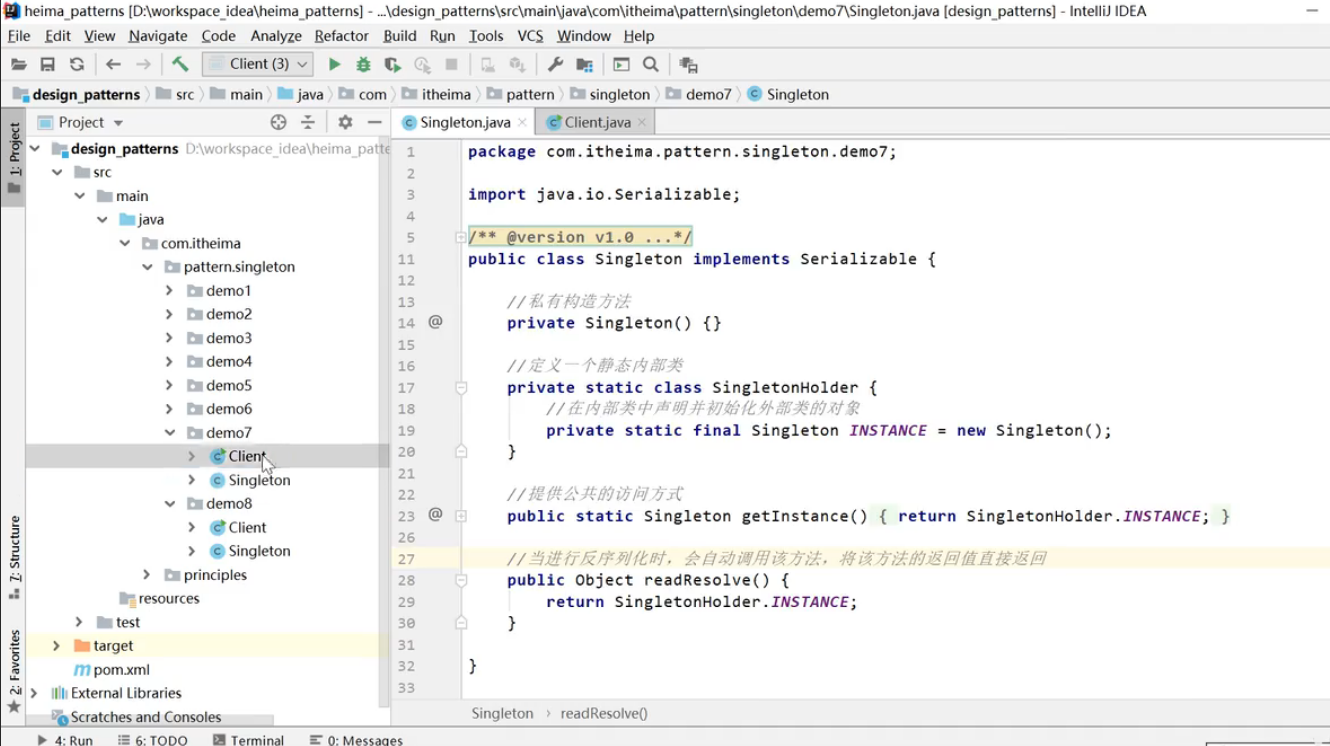 heima_patterns [D:\workspace_idea\heima_patterns] - ...\design_patterns\src\main\java\com\itheima\pattern\singleton\demo7\Singleton.java [design_patterns] - IntelliJ IDEA
File Edit View Navigate Code Analyze Refactor Build Run Tools VCS Window Help
Client (3)
design_patterns src main java com itheima pattern singleton demo7 Singleton
Project
Singleton.java
Client.java
1: Project
7: Structure
2: Favorites
design_patterns D:\workspace_idea\heima_patte
src
main
java
com.itheima
pattern.singleton
demo1
demo2
demo3
demo4
demo5
demo6
demo7
Client
Singleton
demo8
Client
Singleton
principles
resources
test
target
pom.xml
External Libraries
Scratches and Consoles
1 package com.itheima.pattern.singleton.demo7;
2
3 import java.io.Serializable;
4
5 /** @version v1.0 ...*/
11 public class Singleton implements Serializable {
12
13 //私有构造方法
14 @ private Singleton() {}
15
16 //定义一个静态内部类
17 private static class SingletonHolder {
18 //在内部类中声明并初始化外部类的对象
19 private static final Singleton INSTANCE = new Singleton();
20 }
21
22 //提供公共的访问方式
23 @ public static Singleton getInstance() { return SingletonHolder.INSTANCE; }
26
27 //当进行反序列化时，会自动调用该方法，将该方法的返回值直接返回
28 public Object readResolve() {
29 return SingletonHolder.INSTANCE;
30 }
31
32 }
33
Singleton › readResolve()
4: Run 6: TODO Terminal 0: Messages